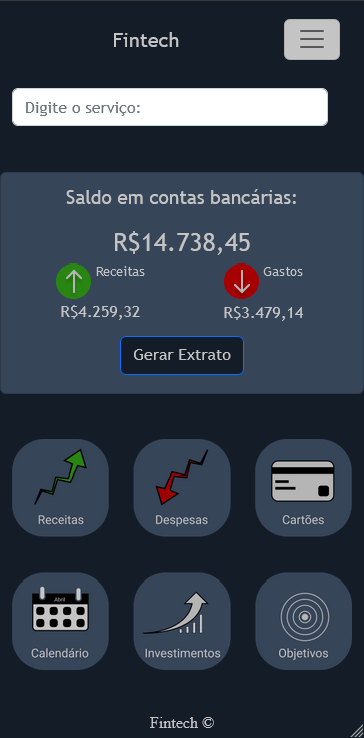 Fintech
Digite o serviço:
Saldo em contas bancárias:
R$14.738,45
Receitas
Gastos
R$4.259,32
R$3.479,14
Gerar Extrato
Receitas
Despesas
Cartões
Abril
Calendário
Investimentos
Objetivos
Fintech ©